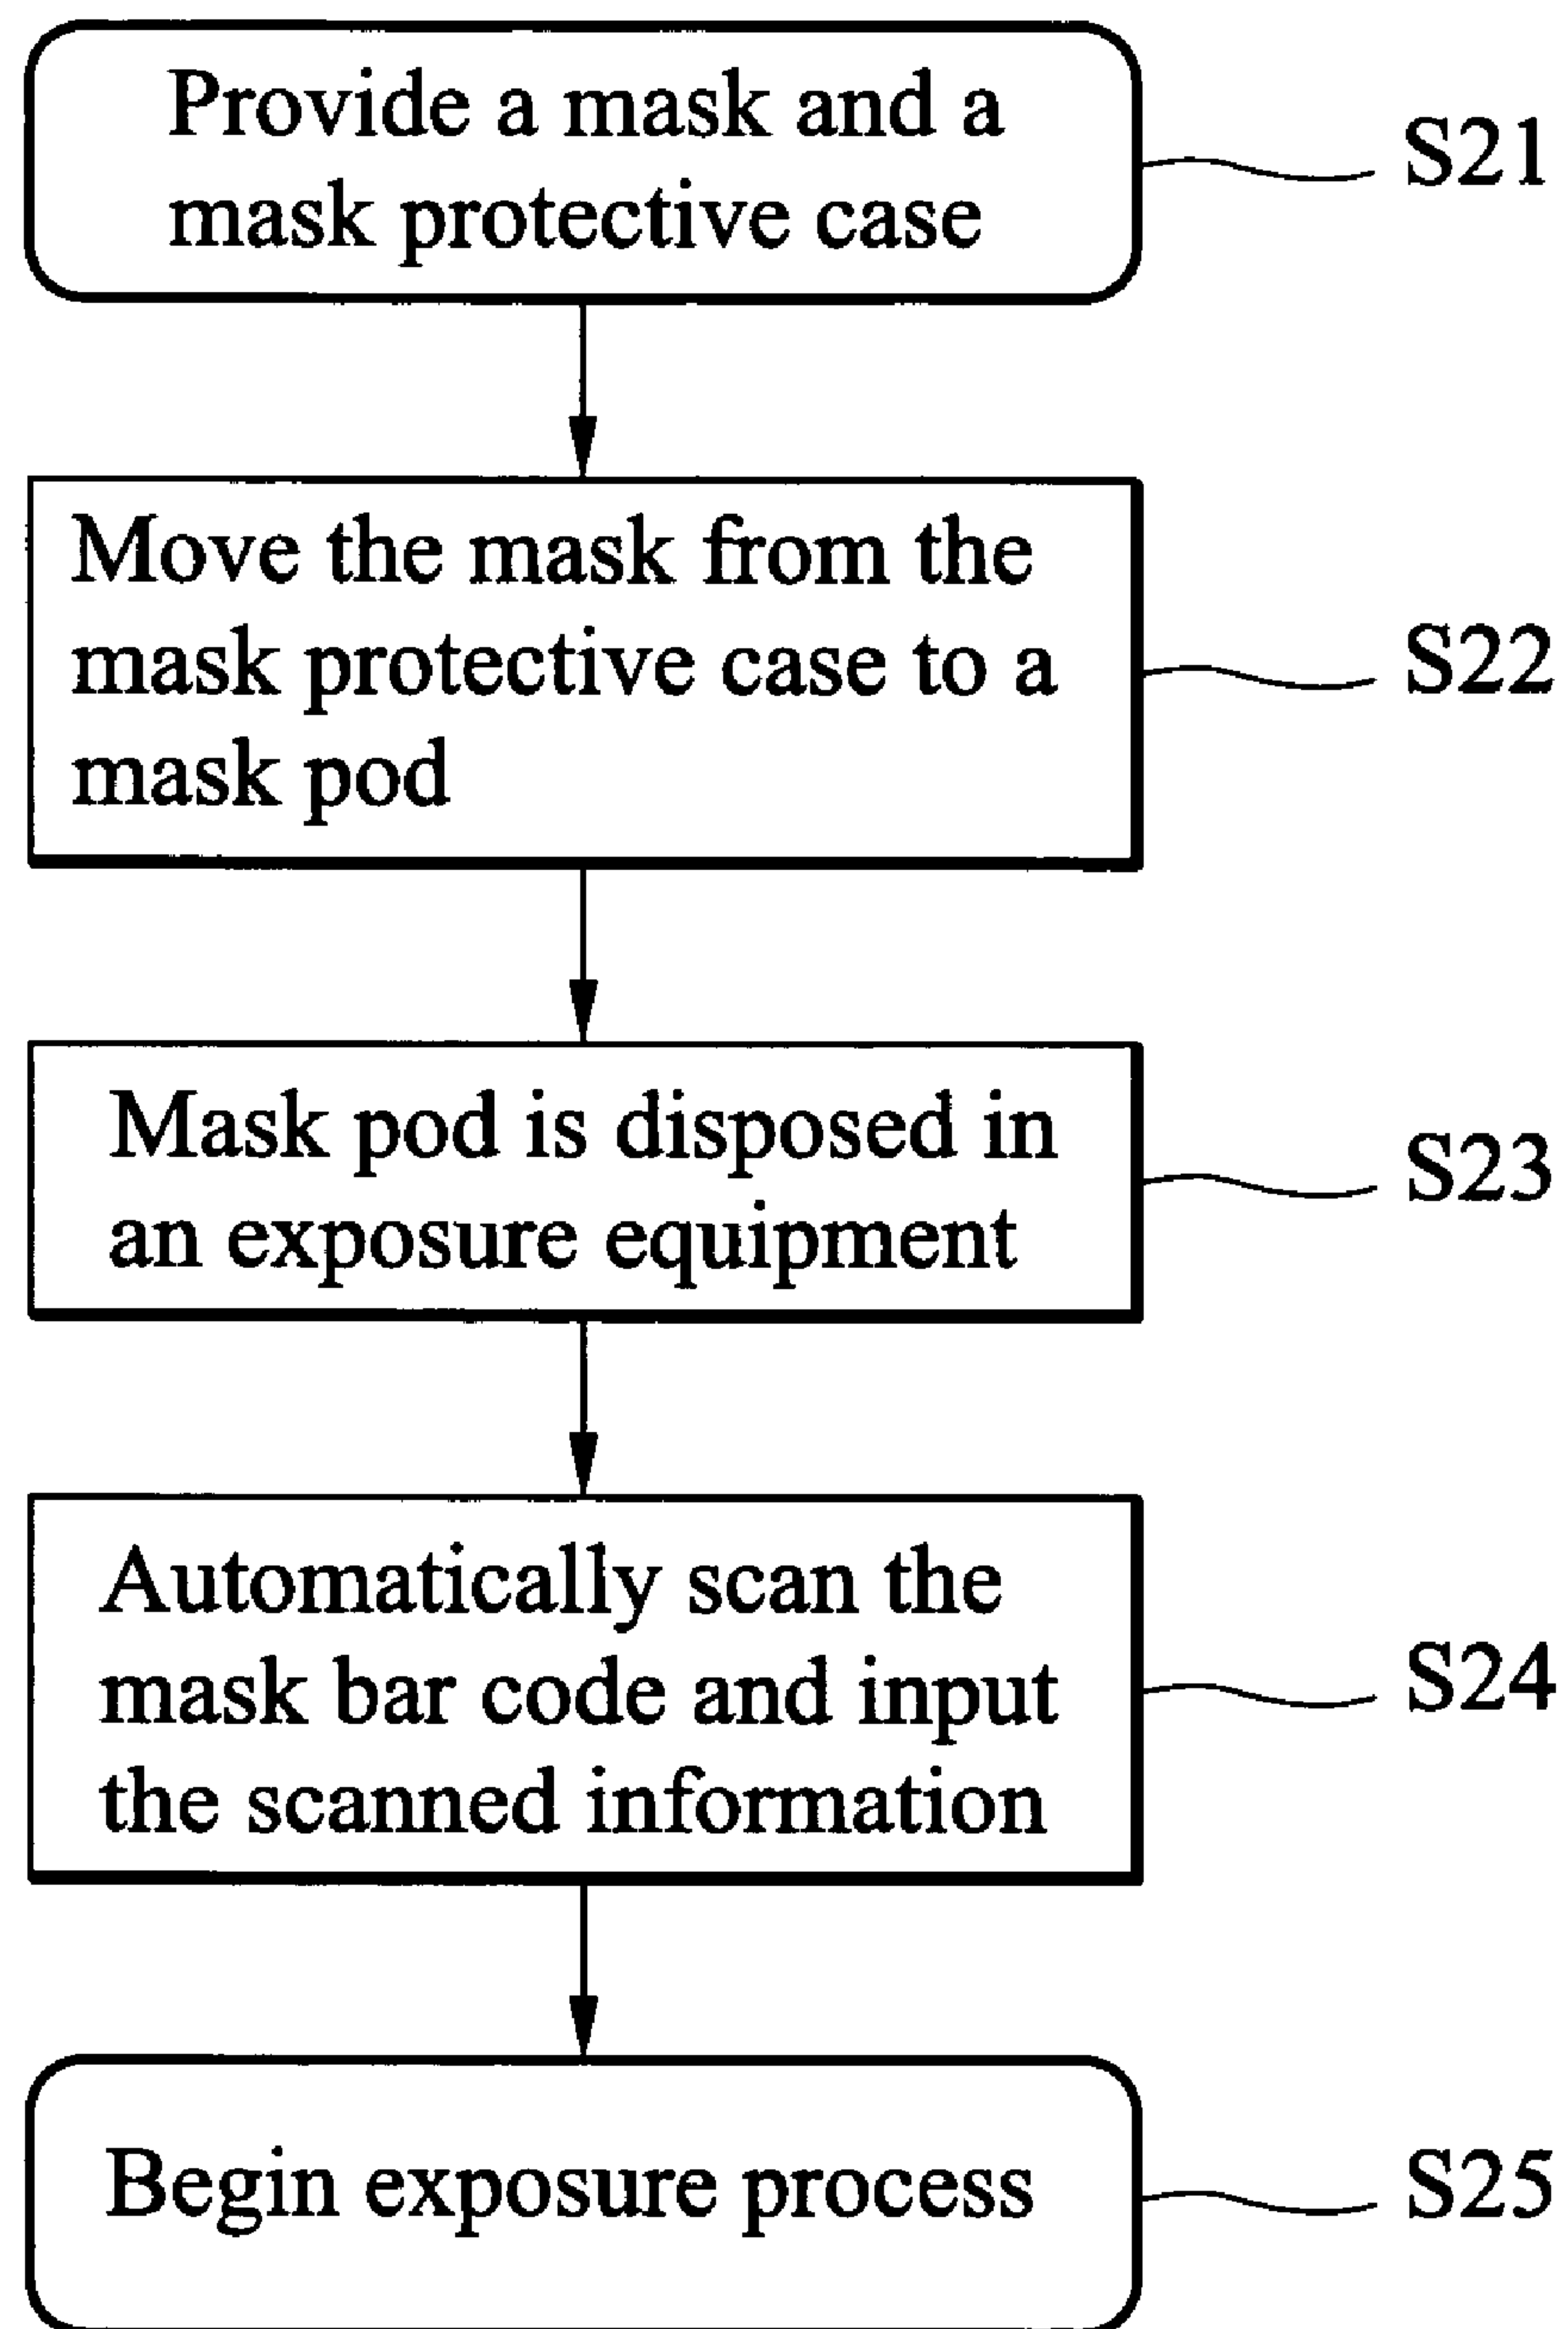 Provide a mask and a
mask protective case
S21
Move the mask from the
mask protective case to a
mask pod
S22
Mask pod is disposed in
an exposure equipment
S23
Automatically scan the
mask bar code and input
the scanned information
S24
Begin exposure process
S25